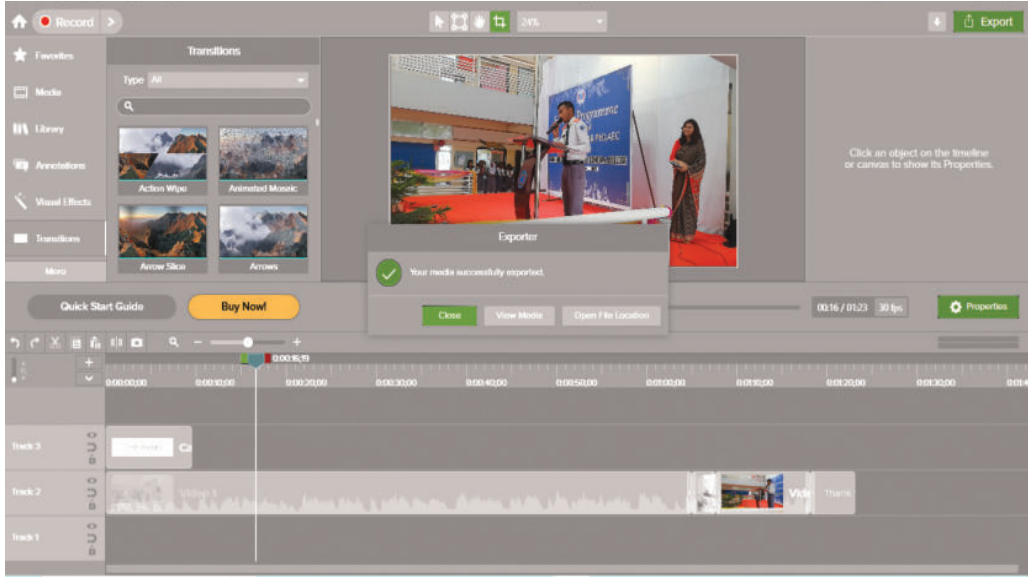 Record
24%
Export
Favorites
Media
Library
Annotations
Visual Effects
Transitions
More
Transitions
Type All
Action Wipe
Animated Mosaic
Arrow Slice
Arrows
Programme
Click an object on the timeline
or canvas to show its Properties.
Exporter
Your media successfully exported.
Close
View Media
Open File Location
Quick Start Guide
Buy Now!
00:16 / 01:23
30 fps
Properties
0:00:16;19
0:00:00;00
0:00:10;00
0:00:20;00
0:00:30;00
0:00:40;00
0:00:50;00
0:01:00;00
0:01:10;00
0:01:20;00
0:01:30;00
Track 3
Track 2
Video 1
Thank
Track 1